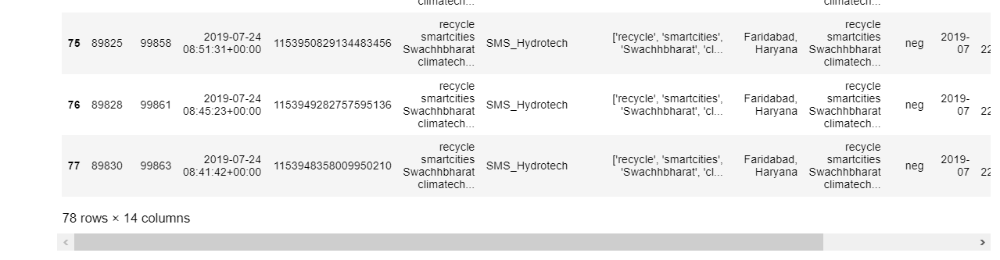 climatech... climatech...
recycle recycle
2019-07-24 smartcities ['recycle', 'smartcities', Faridabad, smartcities 2019-
75 89825 99858 1153950829134483456 SMS_Hydrotech neg
08:51:31+00:00 Swachhbharat 'Swachhbharat', 'cl... Haryana Swachhbharat 07 22
climatech... climatech...
recycle recycle
2019-07-24 smartcities ['recycle', 'smartcities', Faridabad, smartcities 2019-
76 89828 99861 1153949282757595136 SMS_Hydrotech neg
08:45:23+00:00 Swachhbharat 'Swachhbharat', 'cl... Haryana Swachhbharat 07 22
climatech... climatech...
recycle recycle
2019-07-24 smartcities ['recycle', 'smartcities', Faridabad, smartcities 2019-
77 89830 99863 1153948358009950210 SMS_Hydrotech neg
08:41:42+00:00 Swachhbharat 'Swachhbharat', 'cl... Haryana Swachhbharat 07 22
climatech... climatech...
78 rows × 14 columns